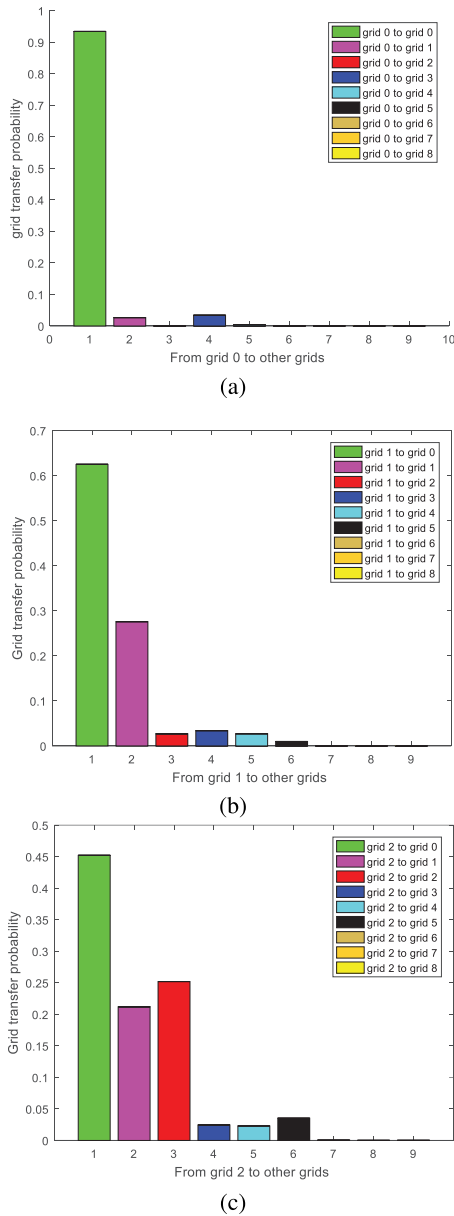 1
0.9
0.8
0.7
0.6
0.5
0.4
0.3
0.2
0.1
0
grid transfer probability
grid 0 to grid 0
grid 0 to grid 1
grid 0 to grid 2
grid 0 to grid 3
grid 0 to grid 4
grid 0 to grid 5
grid 0 to grid 6
grid 0 to grid 7
grid 0 to grid 8
0 1 2 3 4 5 6 7 8 9 10
From grid 0 to other grids
(a)
0.7
0.6
0.5
0.4
0.3
0.2
0.1
0
Grid transfer probability
grid 1 to grid 0
grid 1 to grid 1
grid 1 to grid 2
grid 1 to grid 3
grid 1 to grid 4
grid 1 to grid 5
grid 1 to grid 6
grid 1 to grid 7
grid 1 to grid 8
1 2 3 4 5 6 7 8 9
From grid 1 to other grids
(b)
0.5
0.45
0.4
0.35
0.3
0.25
0.2
0.15
0.1
0.05
0
Grid transfer probability
grid 2 to grid 0
grid 2 to grid 1
grid 2 to grid 2
grid 2 to grid 3
grid 2 to grid 4
grid 2 to grid 5
grid 2 to grid 6
grid 2 to grid 7
grid 2 to grid 8
1 2 3 4 5 6 7 8 9
From grid 2 to other grids
(c)